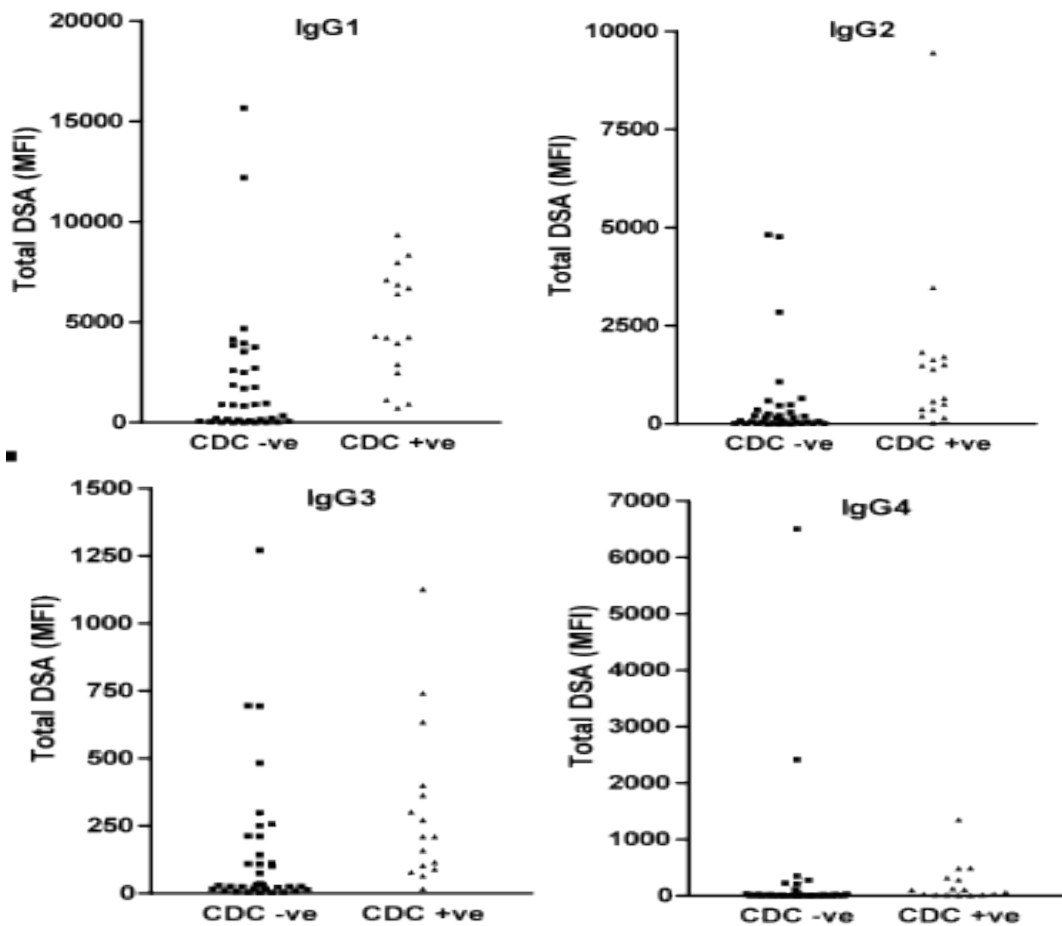 IgG1
20000
15000
10000
5000
0
Total DSA (MFI)
CDC -ve CDC +ve
IgG2
10000
7500
5000
2500
0
Total DSA (MFI)
CDC -ve CDC +ve
IgG3
1500
1250
1000
750
500
250
0
Total DSA (MFI)
CDC -ve CDC +ve
IgG4
7000
6000
5000
4000
3000
2000
1000
0
Total DSA (MFI)
CDC -ve CDC +ve